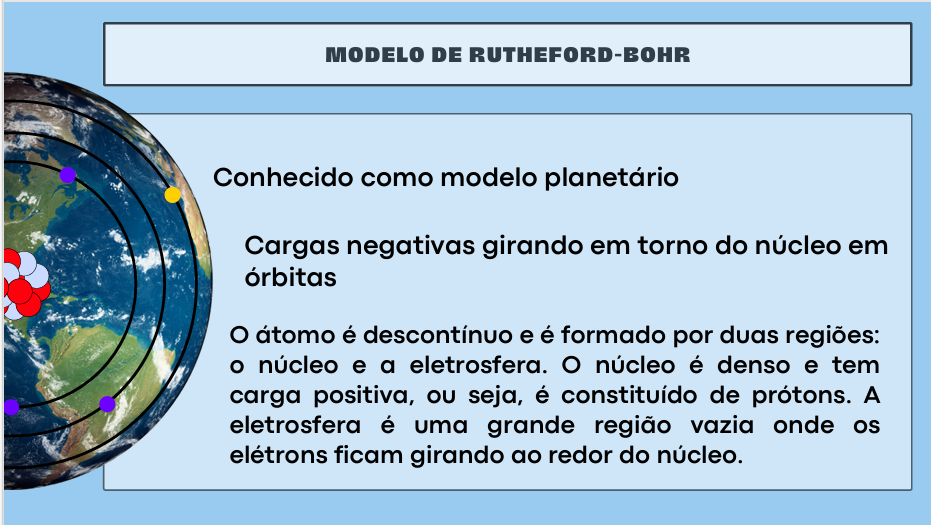 MODELO DE RUTHEFORD-BOHR
Conhecido como modelo planetário
Cargas negativas girando em torno do núcleo em
órbitas
O átomo é descontínuo e é formado por duas regiões:
o núcleo e a eletrosfera. O núcleo é denso e tem
carga positiva, ou seja, é constituído de prótons. A
eletrosfera é uma grande região vazia onde os
elétrons ficam girando ao redor do núcleo.